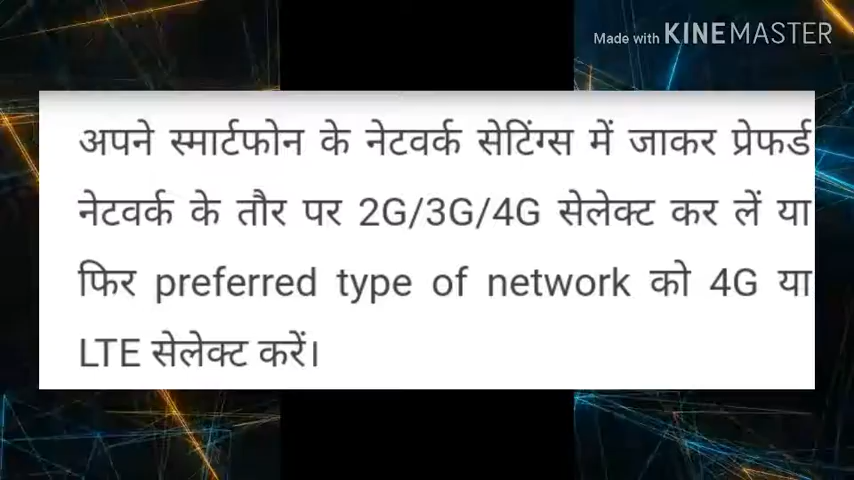 Made with KINEMASTER
अपने स्मार्टफोन के नेटवर्क सेटिंग्स में जाकर प्रेफर्ड
नेटवर्क के तौर पर 2G/3G/4G सेलेक्ट कर लें या
फिर preferred type of network को 4G या
LTE सेलेक्ट करें।